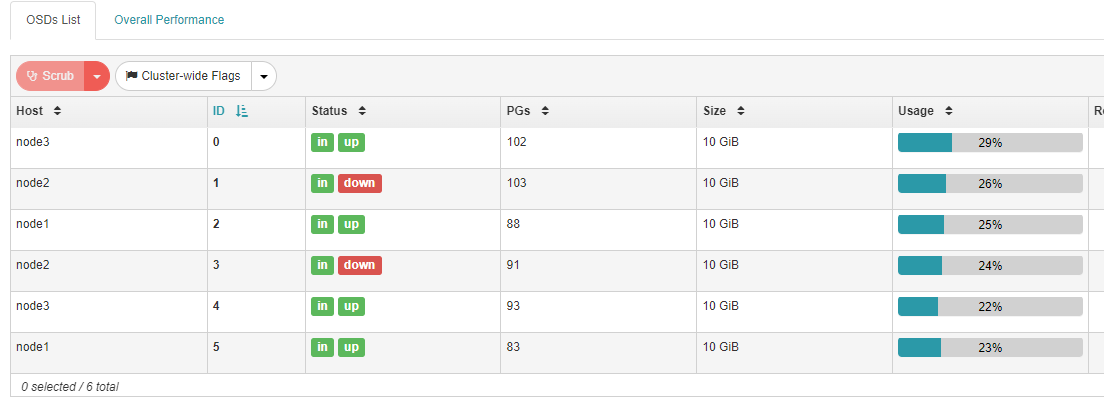 OSDs List Overall Performance
Scrub Cluster-wide Flags
Host ID Status PGs Size Usage R
node3 0 in up 102 10 GiB 29%
node2 1 in down 103 10 GiB 26%
node1 2 in up 88 10 GiB 25%
node2 3 in down 91 10 GiB 24%
node3 4 in up 93 10 GiB 22%
node1 5 in up 83 10 GiB 23%
0 selected / 6 total